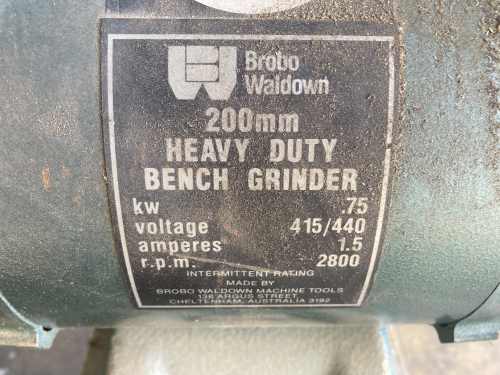 Brobo
Waldown
200mm
HEAVY DUTY
BENCH GRINDER
kw .75
voltage 415/440
amperes 1.5
r.p.m. 2800
INTERMITTENT RATING
MADE BY
BROBO WALDOWN MACHINE TOOLS
136 ARGUS STREET
CHELTENHAM, AUSTRALIA 3192